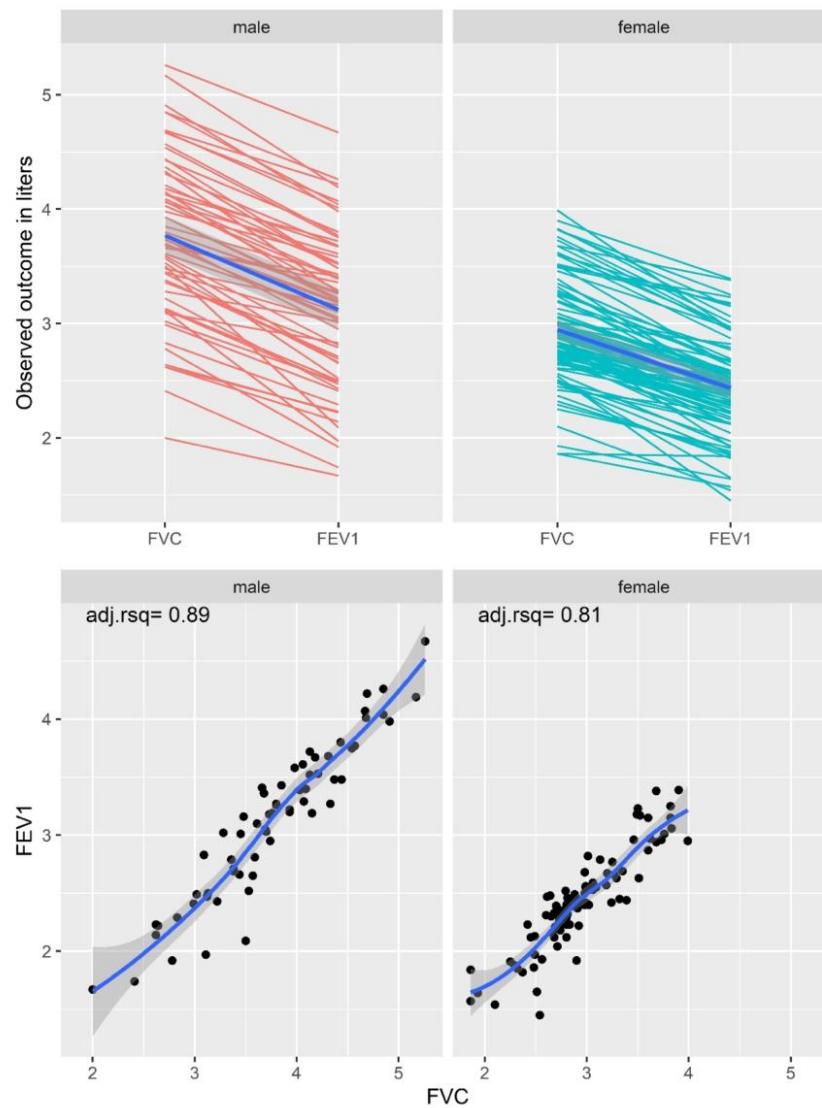 male female
Observed outcome in liters
5
4
3
2
FVC FEV1 FVC FEV1
male female
adj.rsq= 0.89 adj.rsq= 0.81
FEV1
4
3
2
2 3 4 5 2 3 4 5
FVC